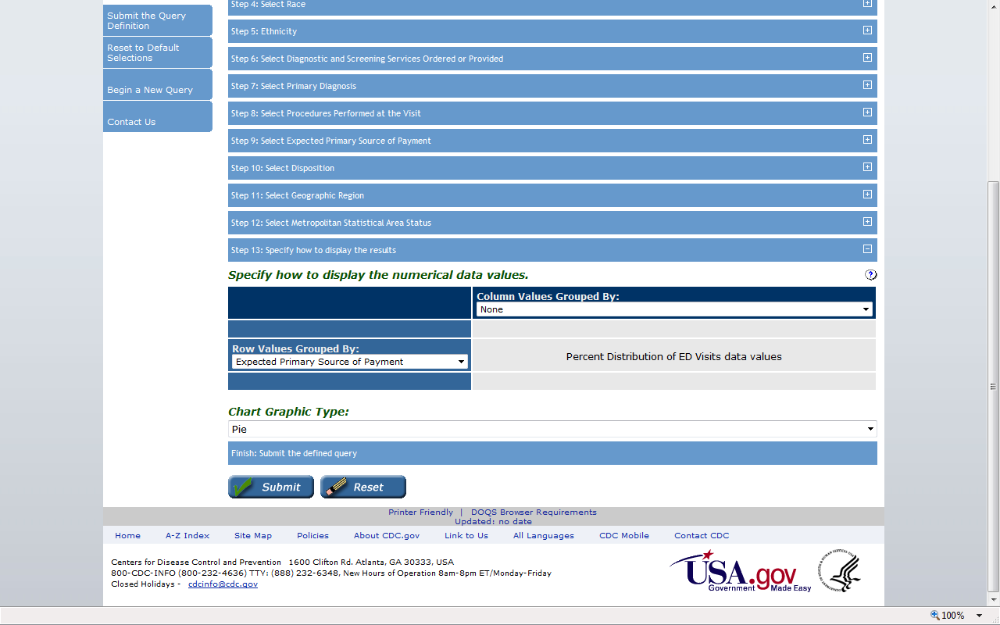 Submit the Query
Definition
Reset to Default
Selections
Begin a New Query
Contact Us
Step 4: Select Race
Step 5: Ethnicity
Step 6: Select Diagnostic and Screening Services Ordered or Provided
Step 7: Select Primary Diagnosis
Step 8: Select Procedures Performed at the Visit
Step 9: Select Expected Primary Source of Payment
Step 10: Select Disposition
Step 11: Select Geographic Region
Step 12: Select Metropolitan Statistical Area Status
Step 13: Specify how to display the results
Specify how to display the numerical data values.
Column Values Grouped By:
None
Row Values Grouped By:
Expected Primary Source of Payment
Percent Distribution of ED Visits data values
Chart Graphic Type:
Pie
Finish: Submit the defined query
Submit Reset
Printer Friendly | DOQS Browser Requirements
Updated: no date
Home A-Z Index Site Map Policies About CDC.gov Link to Us All Languages CDC Mobile Contact CDC
Centers for Disease Control and Prevention 1600 Clifton Rd. Atlanta, GA 30333, USA
800-CDC-INFO (800-232-4636) TTY: (888) 232-6348, New Hours of Operation 8am-8pm ET/Monday-Friday
Closed Holidays - cdcinfo@cdc.gov
USA.gov
Government Made Easy
100%